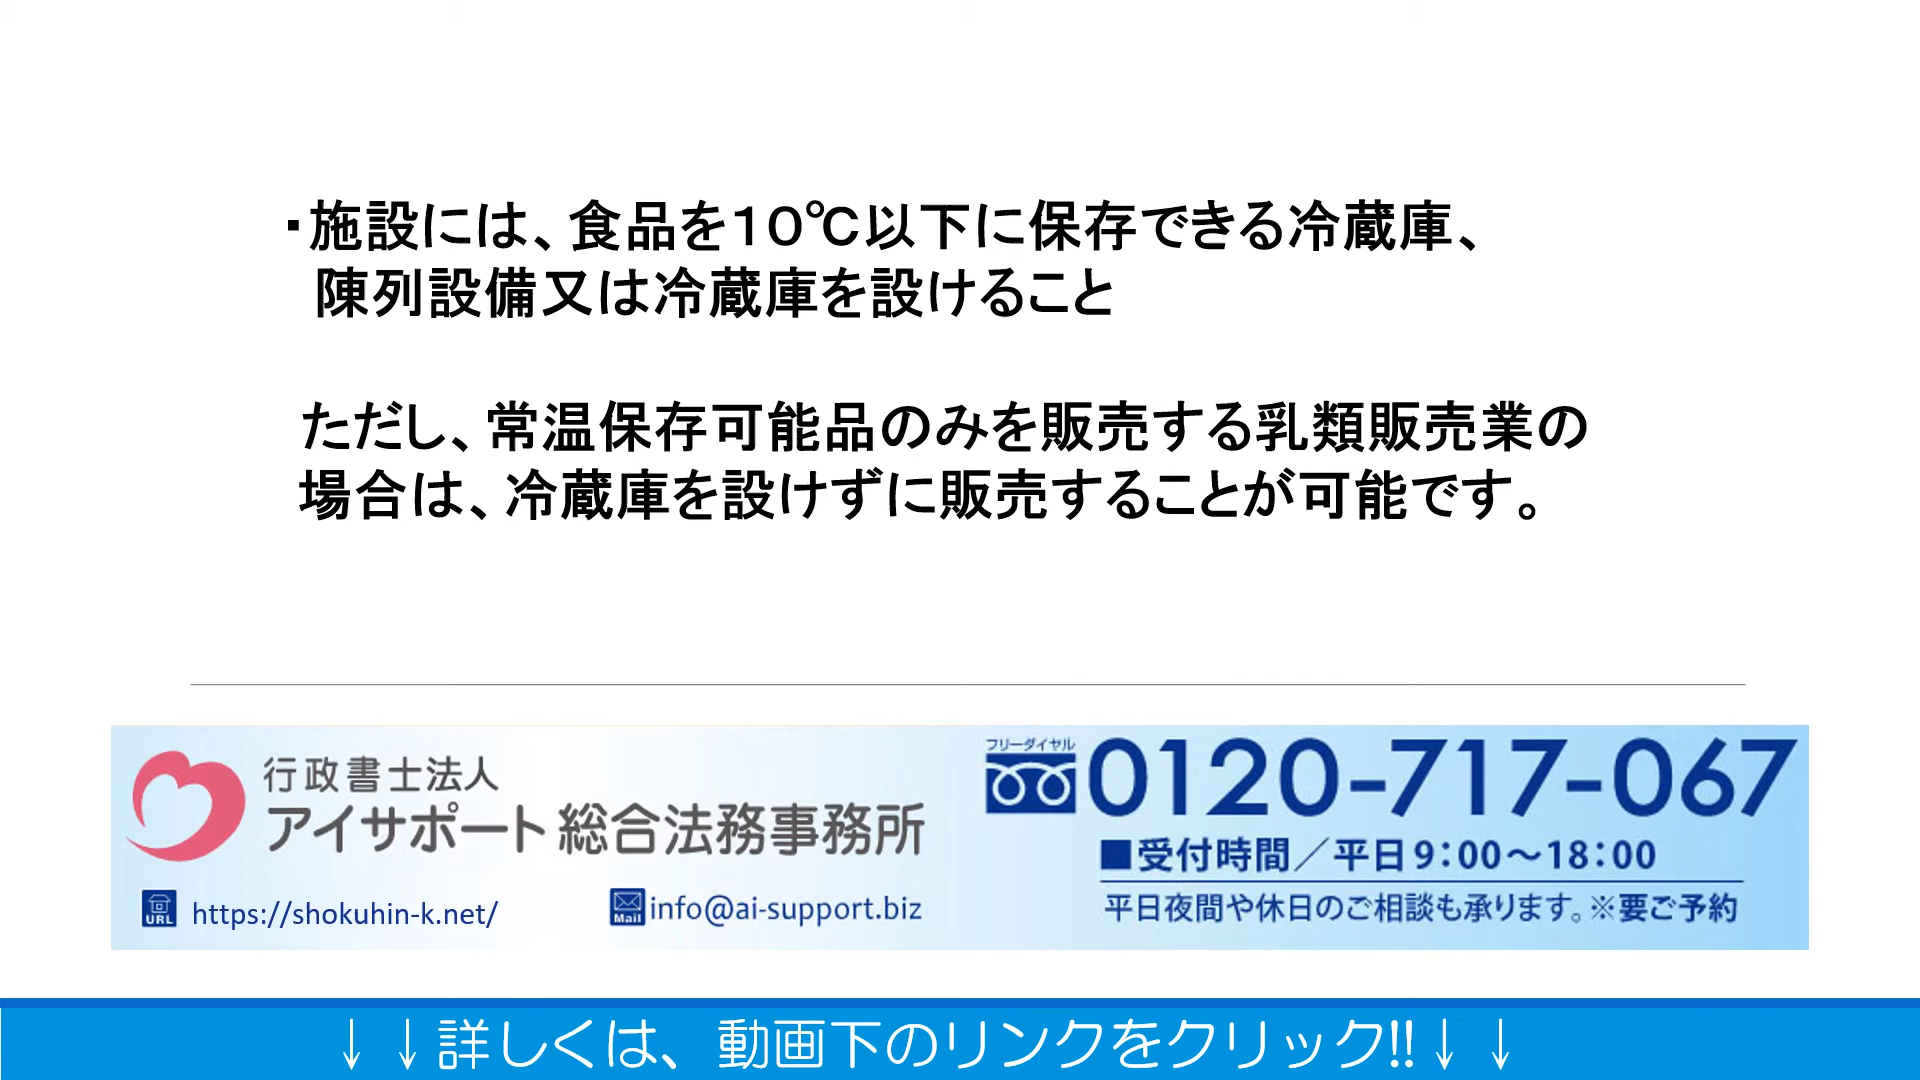 ・施設には、食品を１０℃以下に保存できる冷蔵庫、
陳列設備又は冷蔵庫を設けること
ただし、常温保存可能品のみを販売する乳類販売業の
場合は、冷蔵庫を設けずに販売することが可能です。
行政書士法人
アイサポート総合法務事務所
URL https://shokuhin-k.net/
Mail info@ai-support.biz
フリーダイヤル
0120-717-067
■受付時間／平日9：00〜18：00
平日夜間や休日のご相談も承ります。※要ご予約
↓↓詳しくは、動画下のリンクをクリック!!↓↓